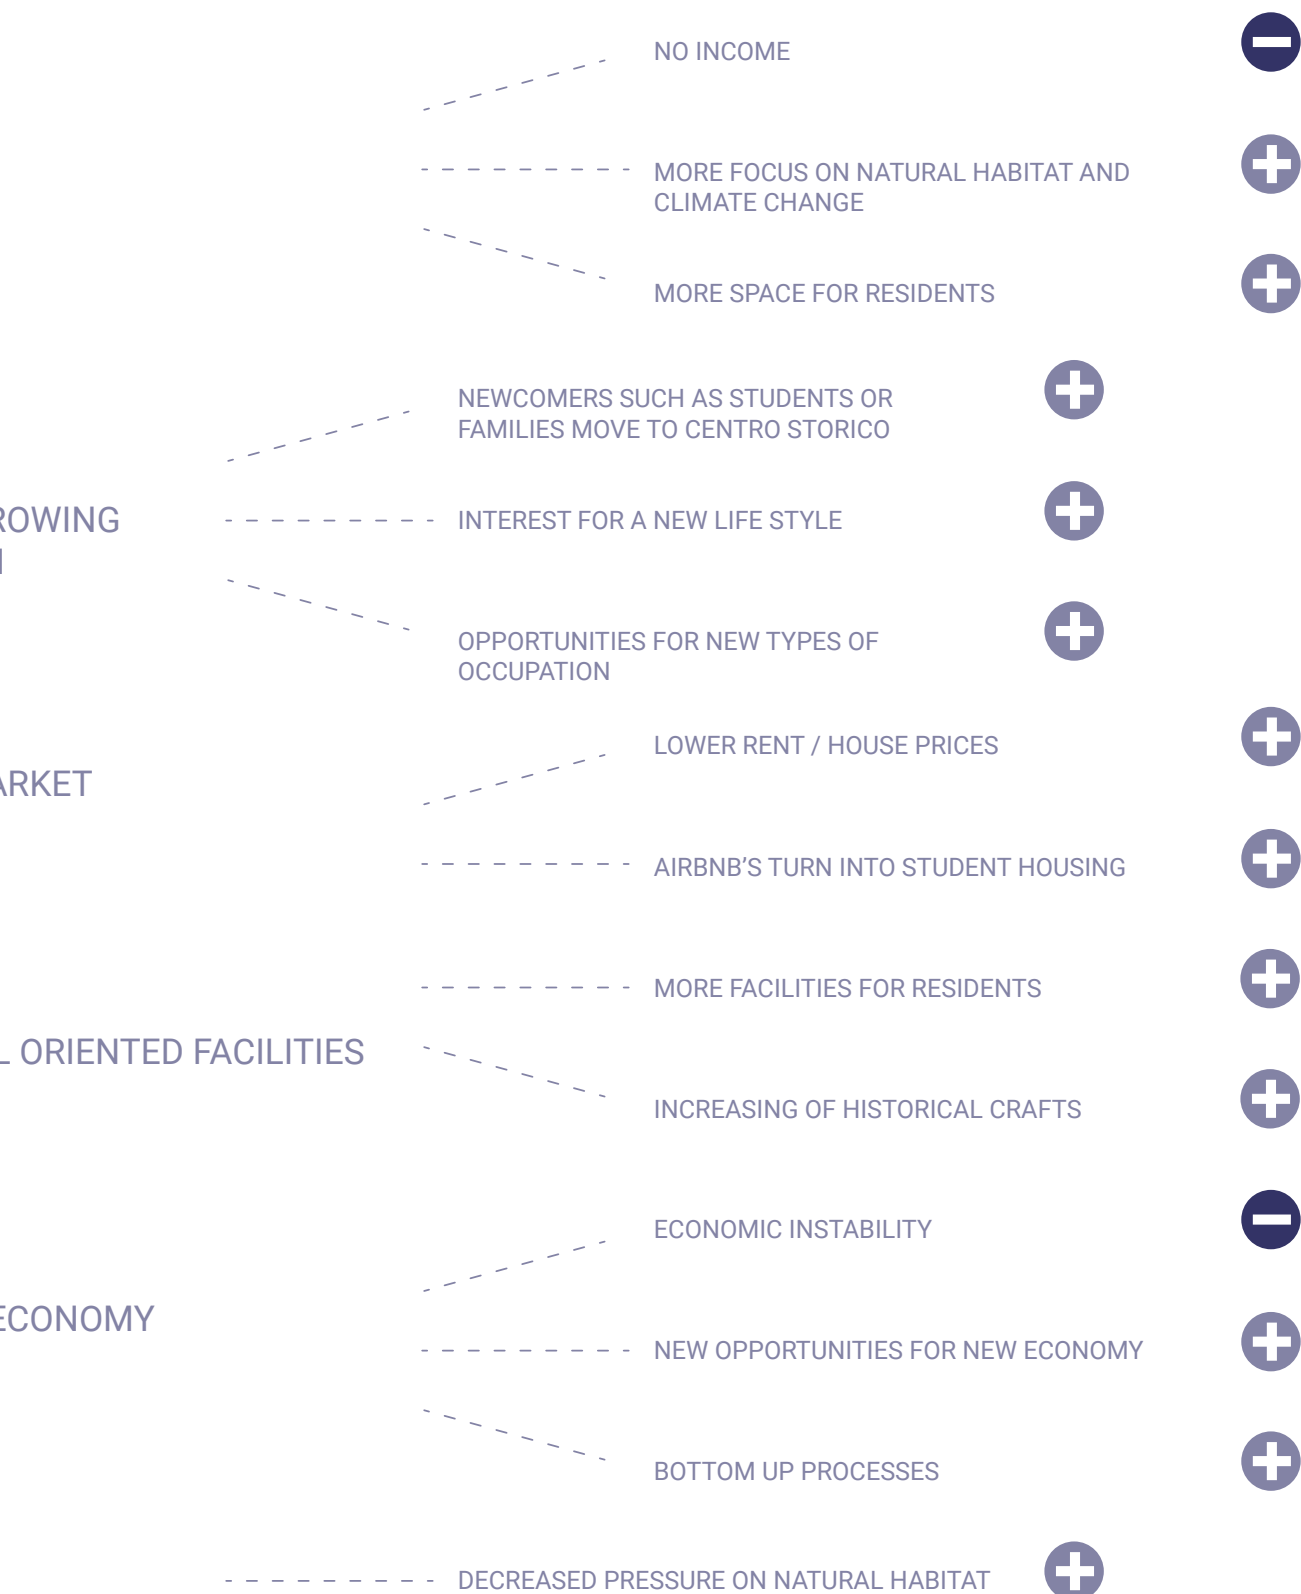 NO INCOME
MORE FOCUS ON NATURAL HABITAT AND
CLIMATE CHANGE
MORE SPACE FOR RESIDENTS
NEWCOMERS SUCH AS STUDENTS OR
FAMILIES MOVE TO CENTRO STORICO
ROWING
INTEREST FOR A NEW LIFE STYLE
OPPORTUNITIES FOR NEW TYPES OF
OCCUPATION
LOWER RENT / HOUSE PRICES
ARKET
AIRBNB'S TURN INTO STUDENT HOUSING
MORE FACILITIES FOR RESIDENTS
L ORIENTED FACILITIES
INCREASING OF HISTORICAL CRAFTS
ECONOMIC INSTABILITY
ECONOMY
NEW OPPORTUNITIES FOR NEW ECONOMY
BOTTOM UP PROCESSES
DECREASED PRESSURE ON NATURAL HABITAT